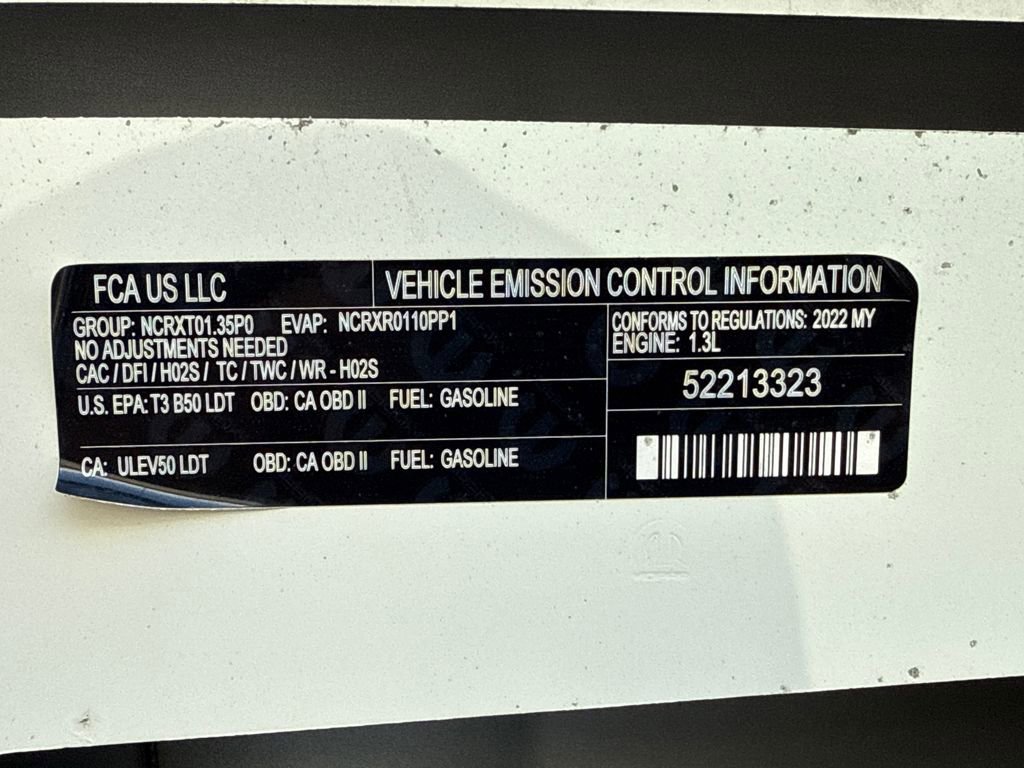 FCA US LLC
VEHICLE EMISSION CONTROL INFORMATION
GROUP: NCRXT01.35P0 EVAP: NCRXR0110PP1
NO ADJUSTMENTS NEEDED
CAC / DFI / H02S / TC / TWC / WR - H02S
U.S. EPA: T3 B50 LDT OBD: CA OBD II FUEL: GASOLINE
CA: ULEV50 LDT OBD: CA OBD II FUEL: GASOLINE
CONFORMS TO REGULATIONS: 2022 MY
ENGINE: 1.3L
52213323